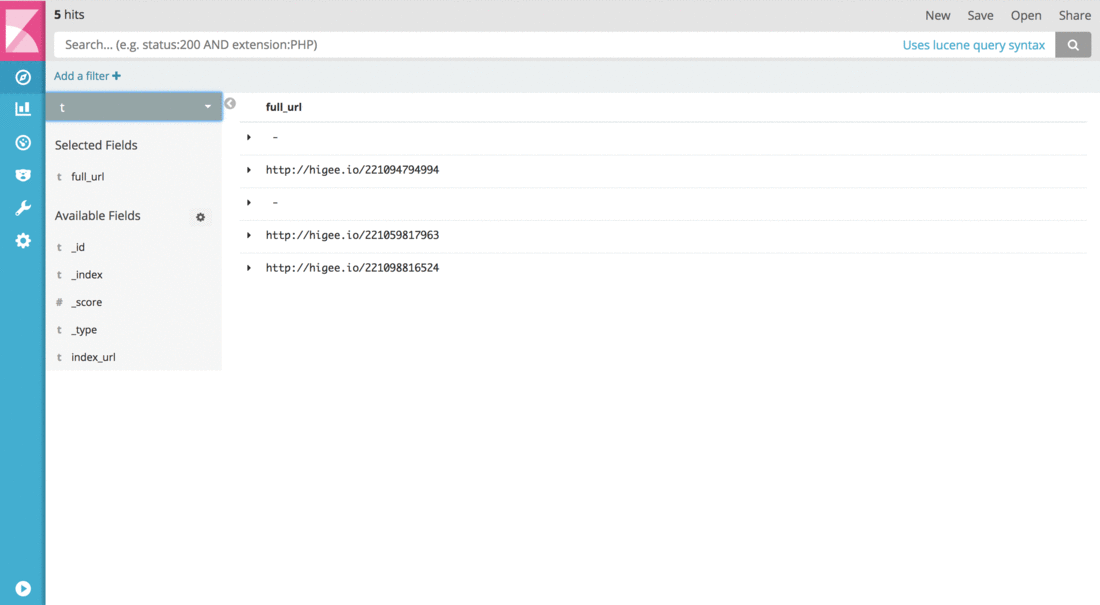 5 hits
New Save Open Share
Search... (e.g. status:200 AND extension:PHP) Uses lucene query syntax
Add a filter +
t
Selected Fields
t full_url
Available Fields
t _id
t _index
# _score
t _type
t index_url
full_url
-
http://higee.io/221094794994
-
http://higee.io/221059817963
http://higee.io/221098816524